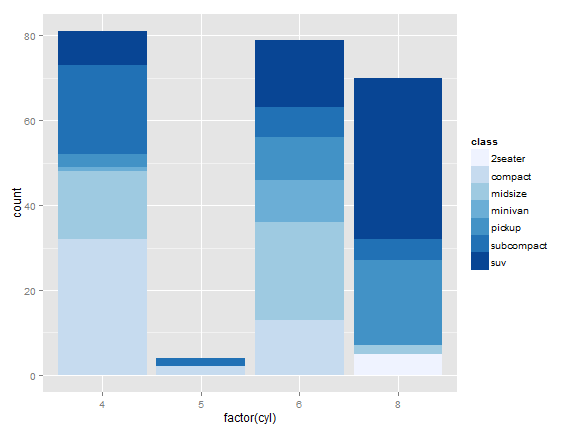 count
80
60
40
20
0
4
5
6
8
factor(cyl)
class
2seater
compact
midsize
minivan
pickup
subcompact
suv